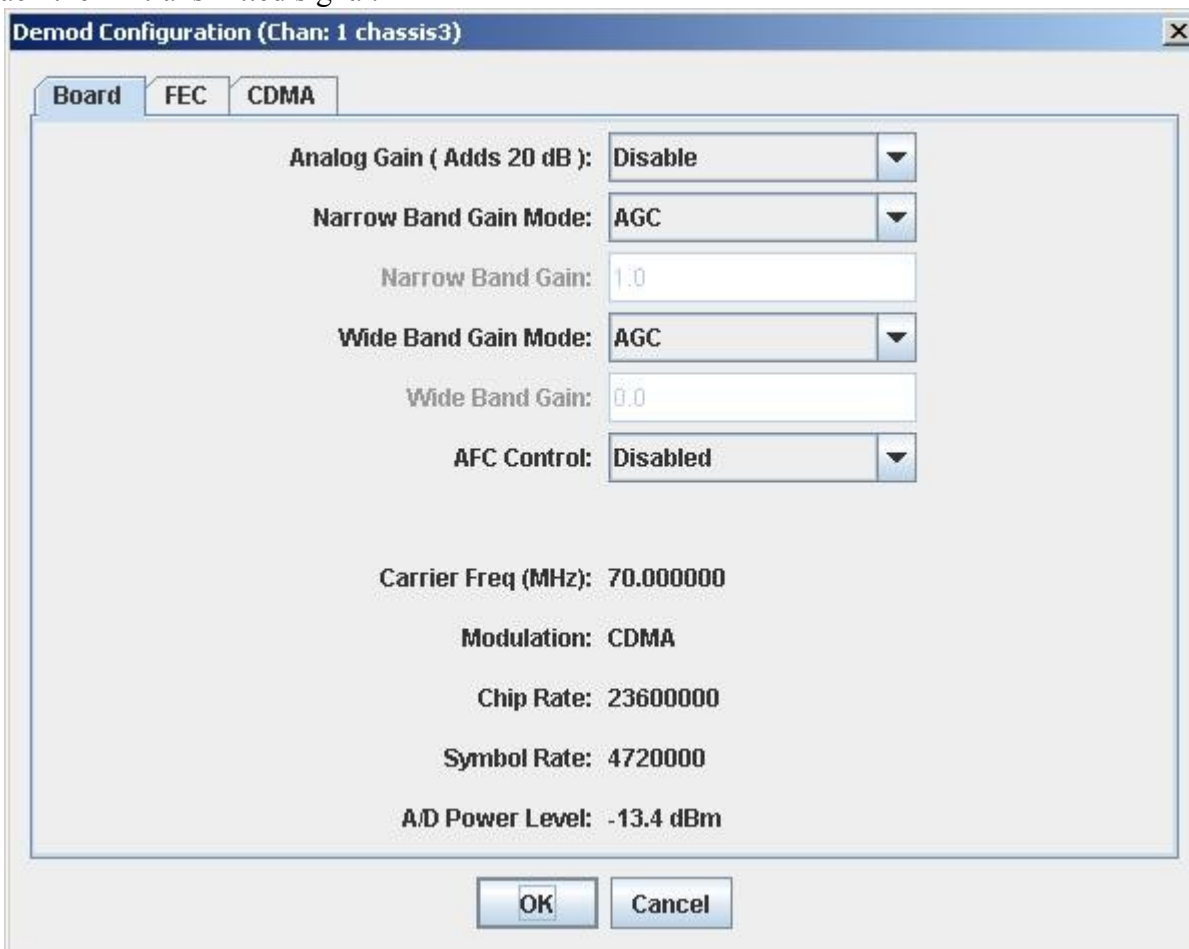 Demod Configuration (Chan: 1 chassis3)
Board FEC CDMA
Analog Gain ( Adds 20 dB ): Disable
Narrow Band Gain Mode: AGC
Narrow Band Gain: 1.0
Wide Band Gain Mode: AGC
Wide Band Gain: 0.0
AFC Control: Disabled
Carrier Freq (MHz): 70.000000
Modulation: CDMA
Chip Rate: 23600000
Symbol Rate: 4720000
A/D Power Level: -13.4 dBm
OK Cancel